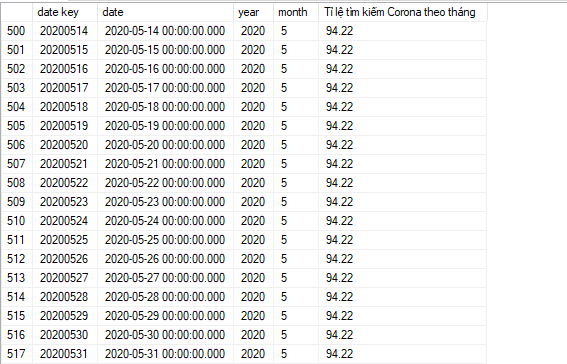 date key date year month Tỉ lệ tìm kiếm Corona theo tháng
500 20200514 2020-05-14 00:00:00.000 2020 5 94.22
501 20200515 2020-05-15 00:00:00.000 2020 5 94.22
502 20200516 2020-05-16 00:00:00.000 2020 5 94.22
503 20200517 2020-05-17 00:00:00.000 2020 5 94.22
504 20200518 2020-05-18 00:00:00.000 2020 5 94.22
505 20200519 2020-05-19 00:00:00.000 2020 5 94.22
506 20200520 2020-05-20 00:00:00.000 2020 5 94.22
507 20200521 2020-05-21 00:00:00.000 2020 5 94.22
508 20200522 2020-05-22 00:00:00.000 2020 5 94.22
509 20200523 2020-05-23 00:00:00.000 2020 5 94.22
510 20200524 2020-05-24 00:00:00.000 2020 5 94.22
511 20200525 2020-05-25 00:00:00.000 2020 5 94.22
512 20200526 2020-05-26 00:00:00.000 2020 5 94.22
513 20200527 2020-05-27 00:00:00.000 2020 5 94.22
514 20200528 2020-05-28 00:00:00.000 2020 5 94.22
515 20200529 2020-05-29 00:00:00.000 2020 5 94.22
516 20200530 2020-05-30 00:00:00.000 2020 5 94.22
517 20200531 2020-05-31 00:00:00.000 2020 5 94.22